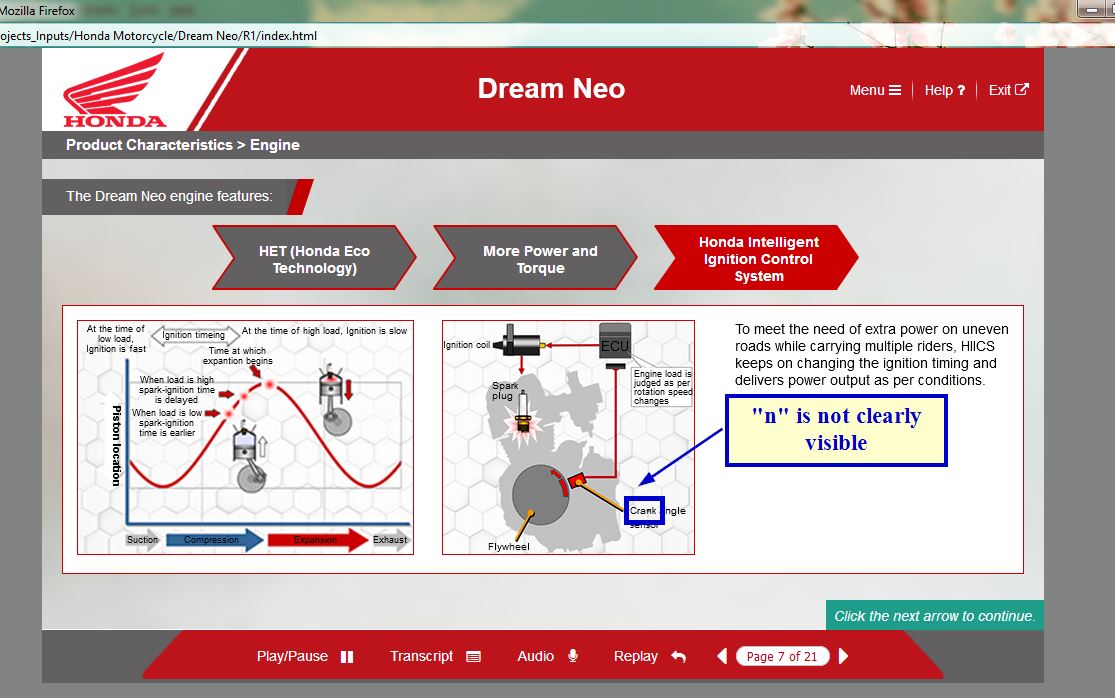 Mozilla Firefox
ojects_Inputs/Honda Motorcycle/Dream Neo/R1/index.html
HONDA
Dream Neo
Menu
Help ?
Exit
Product Characteristics > Engine
The Dream Neo engine features:
HET (Honda Eco
Technology)
More Power and
Torque
Honda Intelligent
Ignition Control
System
At the time of
low load,
Ignition is fast
Ignition timeing
At the time of high load, Ignition is slow
Time at which
expantion begins
When load is high
spark-ignition time
is delayed
When load is low
spark-ignition
time is earlier
Piston location
Suction
Compression
Expansion
Exhaust
Ignition coil
ECU
Engine load is
judged as per
rotation speed
changes
Spark
plug
Crank angle
sensor
Flywheel
To meet the need of extra power on uneven
roads while carrying multiple riders, HIICS
keeps on changing the ignition timing and
delivers power output as per conditions.
"n" is not clearly
visible
Click the next arrow to continue.
Play/Pause
Transcript
Audio
Replay
Page 7 of 21